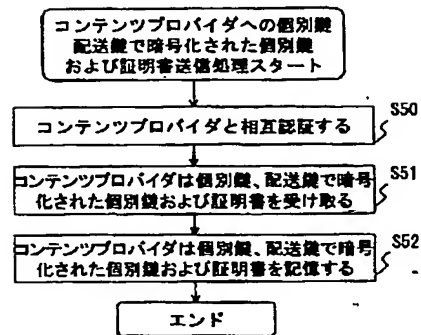 コンテンツプロバイダへの個別鍵
配送鍵で暗号化された個別鍵
および証明書送信処理スタート
S50
コンテンツプロバイダと相互認証する
S51
コンテンツプロバイダは個別鍵、配送鍵で暗号
化された個別鍵および証明書を受け取る
S52
コンテンツプロバイダは個別鍵、配送鍵で暗号
化された個別鍵および証明書を記憶する
エンド